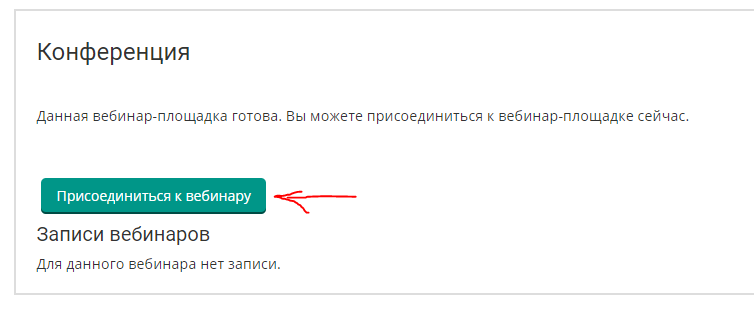 Конференция
Данная вебинар-площадка готова. Вы можете присоединиться к вебинар-площадке сейчас.
Присоединиться к вебинару
Записи вебинаров
Для данного вебинара нет записи.